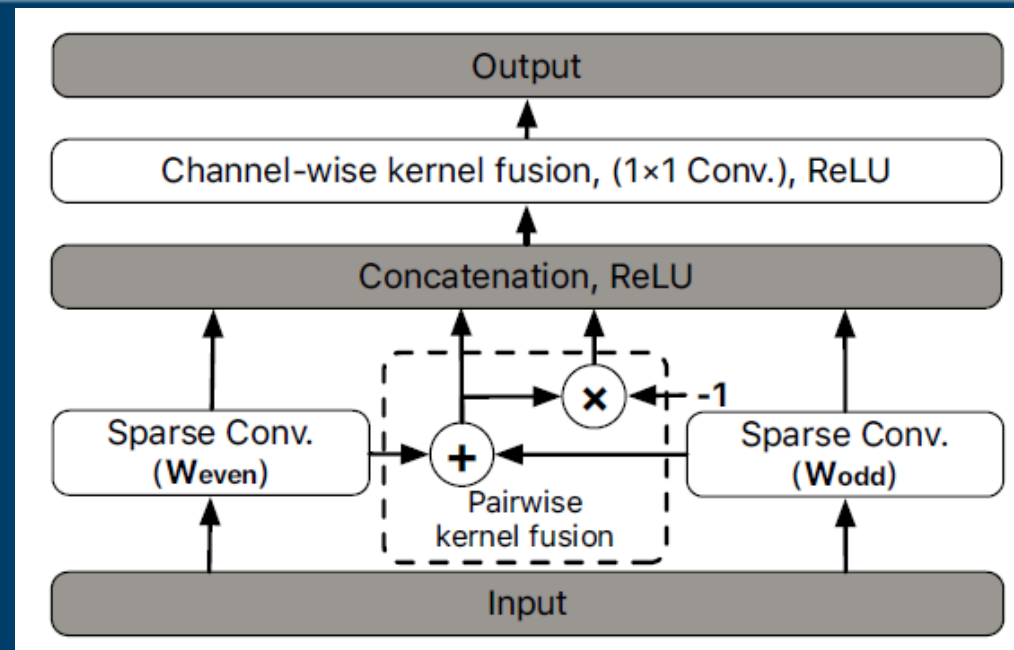 Output
Channel-wise kernel fusion, (1×1 Conv.), ReLU
Concatenation, ReLU
× -1
Sparse Conv.
(Weven)
+
Sparse Conv.
(Wodd)
Pairwise
kernel fusion
Input